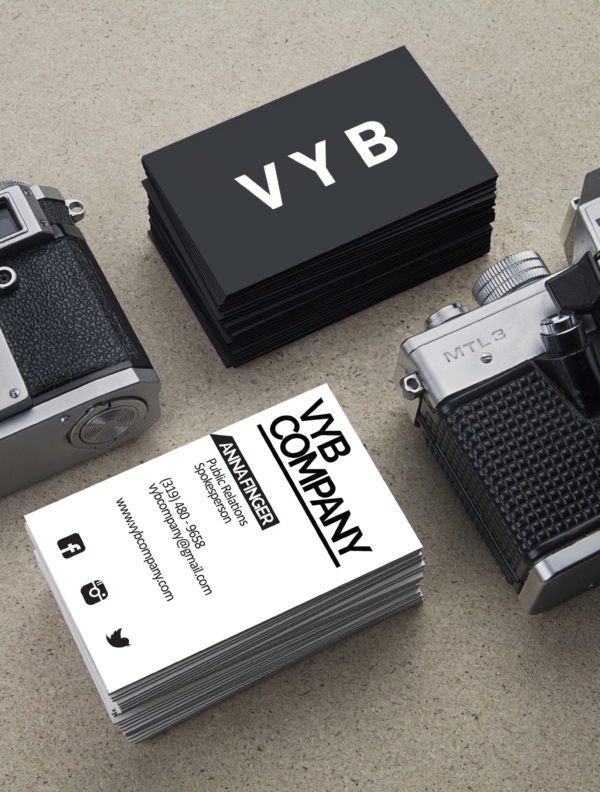 VYB
MTL 3
VYB
COMPANY
ANNA FINGER
Public Relations
Spokesperson
(319) 480 - 9658
vybcompany@gmail.com
www.vybcompany.com